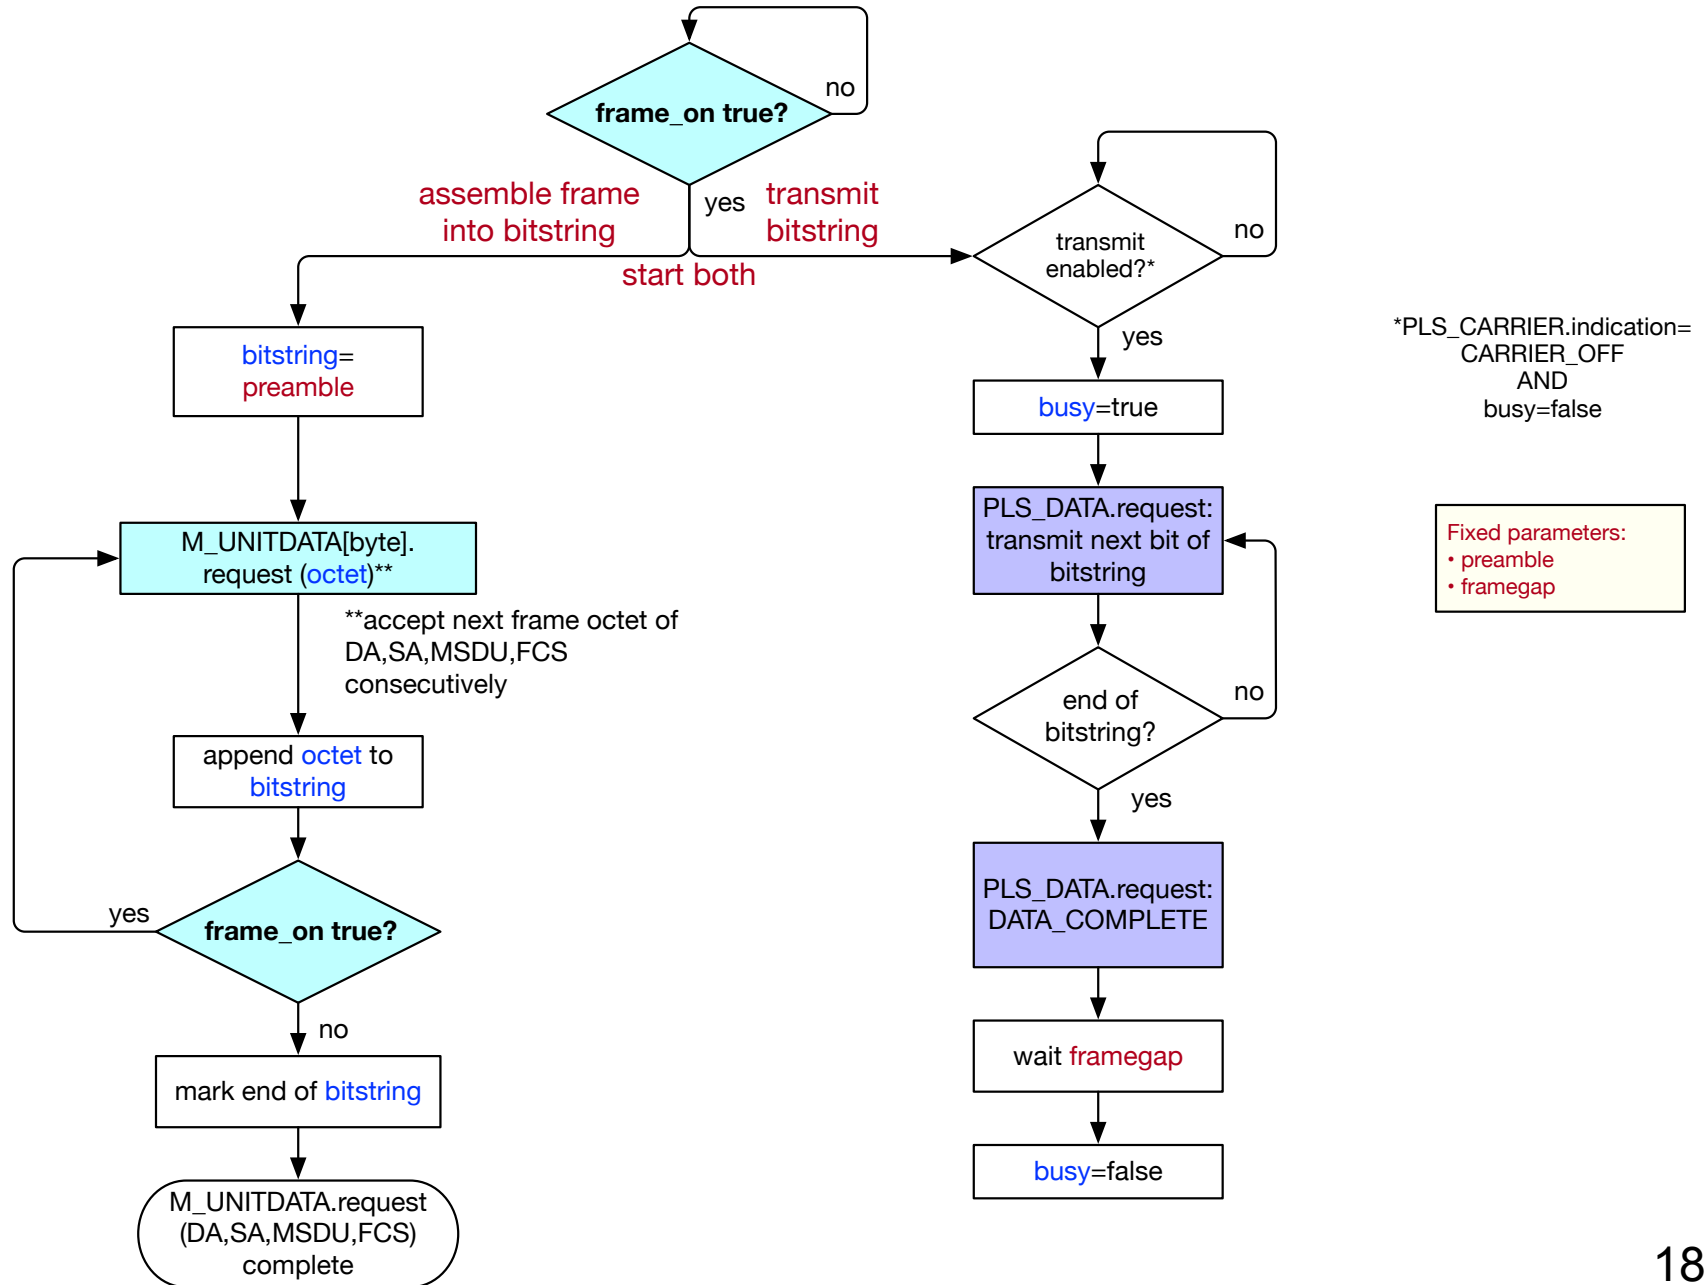 frame_on true?
no
assemble frame
into bitstring
yes
transmit
bitstring
start both
transmit
enabled?*
no
yes
*PLS_CARRIER.indication=
CARRIER_OFF
AND
busy=false
bitstring=
preamble
busy=true
M_UNITDATA[byte].
request (octet)**
PLS_DATA.request:
transmit next bit of
bitstring
Fixed parameters:
• preamble
• framegap
**accept next frame octet of
DA,SA,MSDU,FCS
consecutively
append octet to
bitstring
end of
bitstring?
no
yes
frame_on true?
yes
no
PLS_DATA.request:
DATA_COMPLETE
mark end of bitstring
wait framegap
M_UNITDATA.request
(DA,SA,MSDU,FCS)
complete
busy=false
18